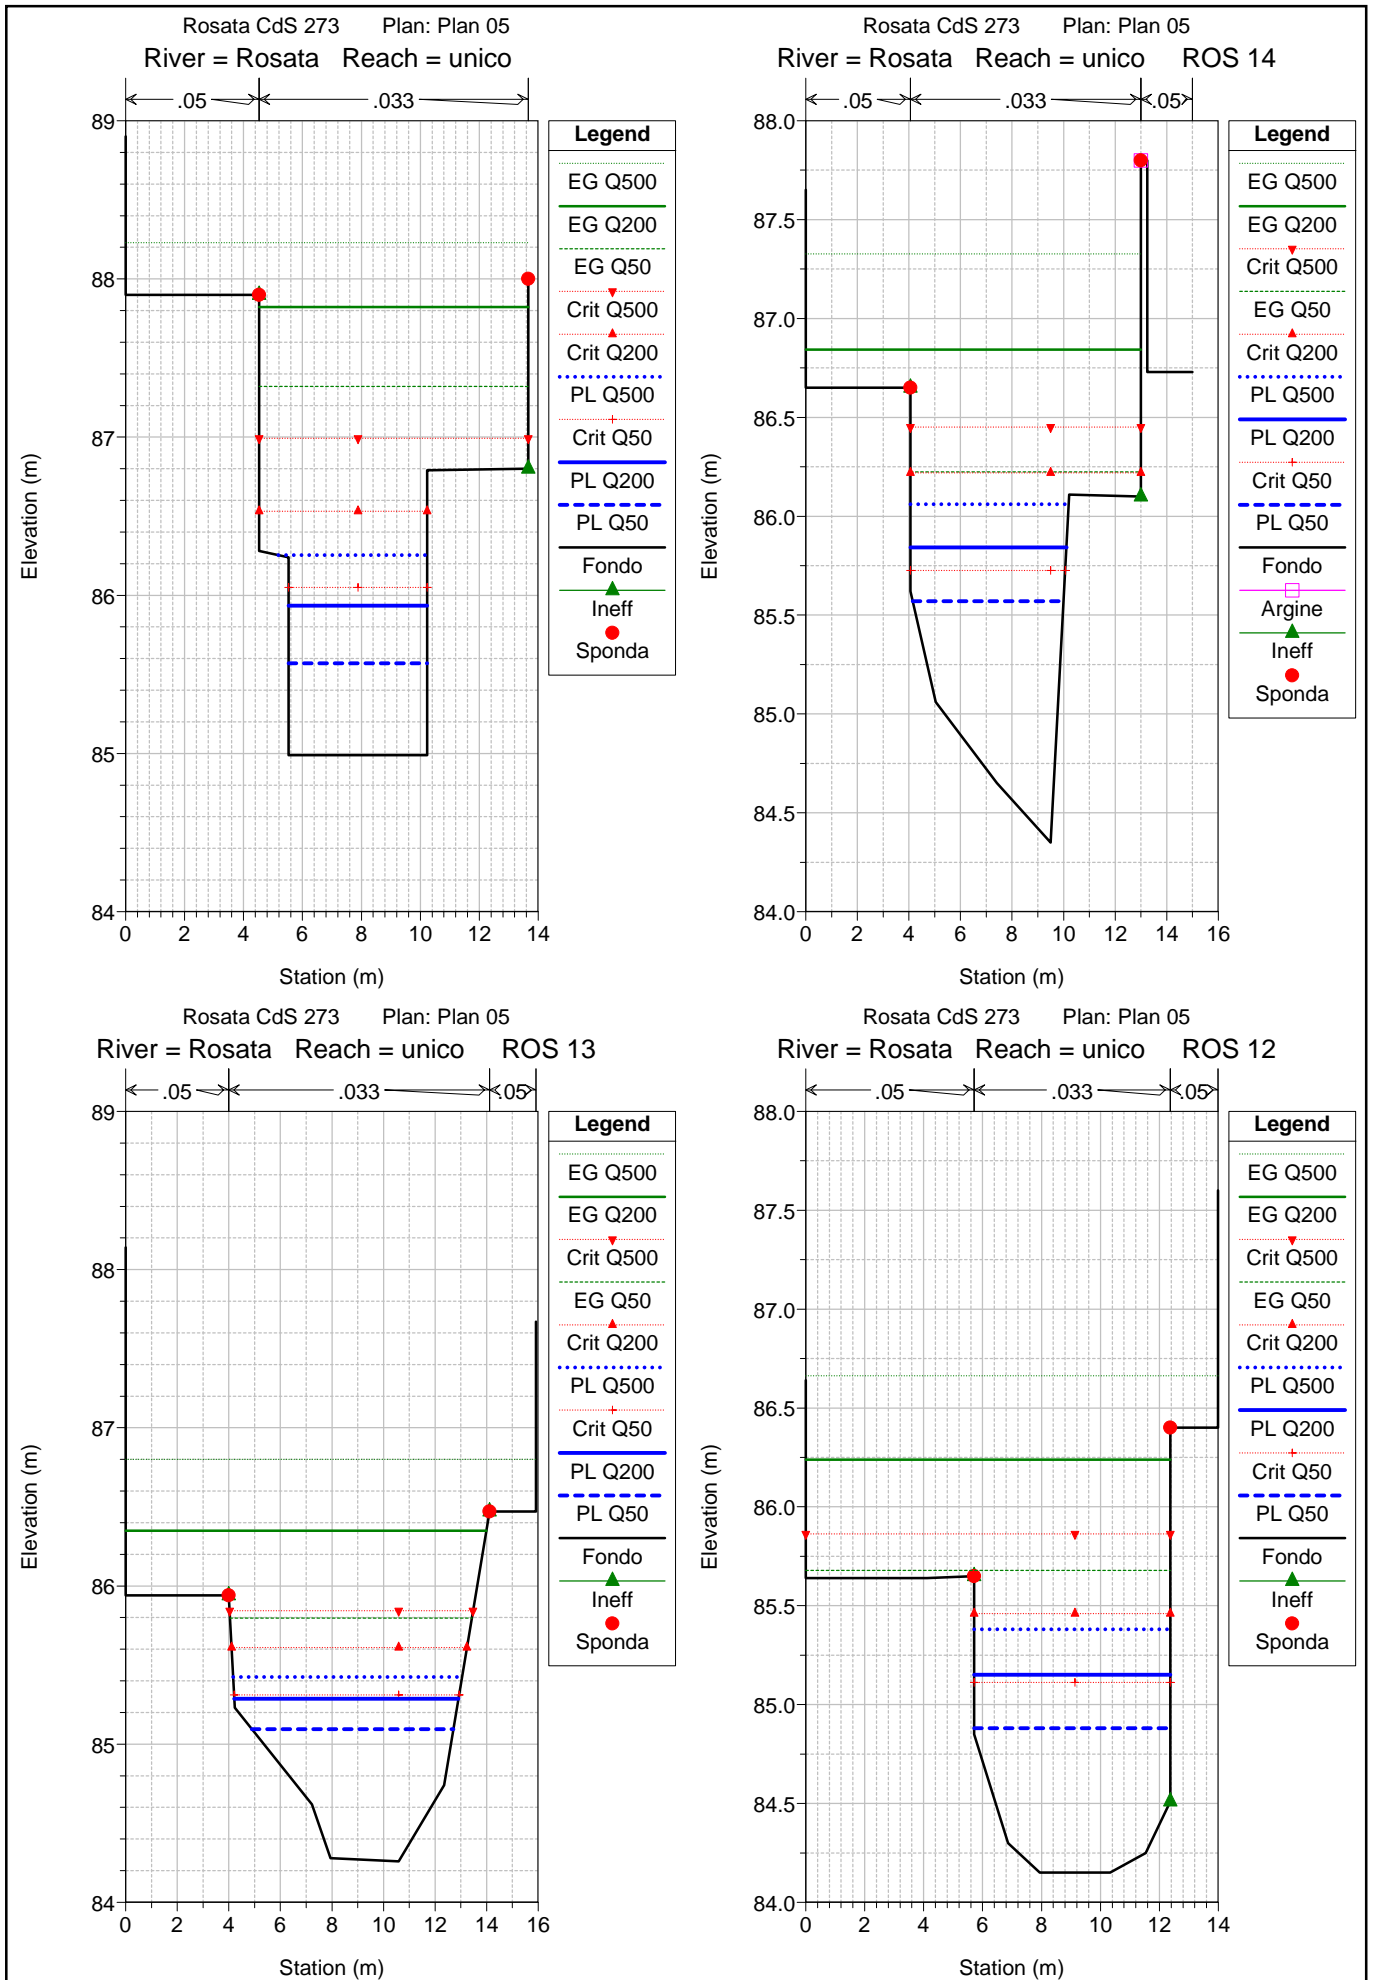 Rosata CdS 273 Plan: Plan 05
River = Rosata Reach = unico
.05 .033
89
88
87
86
85
84
0 2 4 6 8 10 12 14
Station (m)
Elevation (m)
Legend
EG Q500
EG Q200
EG Q50
Crit Q500
Crit Q200
PL Q500
Crit Q50
PL Q200
PL Q50
Fondo
Ineff
Sponda
Rosata CdS 273 Plan: Plan 05
River = Rosata Reach = unico ROS 14
.05 .033 .05
88.0
87.5
87.0
86.5
86.0
85.5
85.0
84.5
84.0
0 2 4 6 8 10 12 14 16
Station (m)
Elevation (m)
Legend
EG Q500
EG Q200
Crit Q500
EG Q50
Crit Q200
PL Q500
PL Q200
Crit Q50
PL Q50
Fondo
Argine
Ineff
Sponda
Rosata CdS 273 Plan: Plan 05
River = Rosata Reach = unico ROS 13
.05 .033 .05
89
88
87
86
85
84
0 2 4 6 8 10 12 14 16
Station (m)
Elevation (m)
Legend
EG Q500
EG Q200
Crit Q500
EG Q50
Crit Q200
PL Q500
Crit Q50
PL Q200
PL Q50
Fondo
Ineff
Sponda
Rosata CdS 273 Plan: Plan 05
River = Rosata Reach = unico ROS 12
.05 .033 .05
88.0
87.5
87.0
86.5
86.0
85.5
85.0
84.5
84.0
0 2 4 6 8 10 12 14
Station (m)
Elevation (m)
Legend
EG Q500
EG Q200
Crit Q500
EG Q50
Crit Q200
PL Q500
PL Q200
Crit Q50
PL Q50
Fondo
Ineff
Sponda